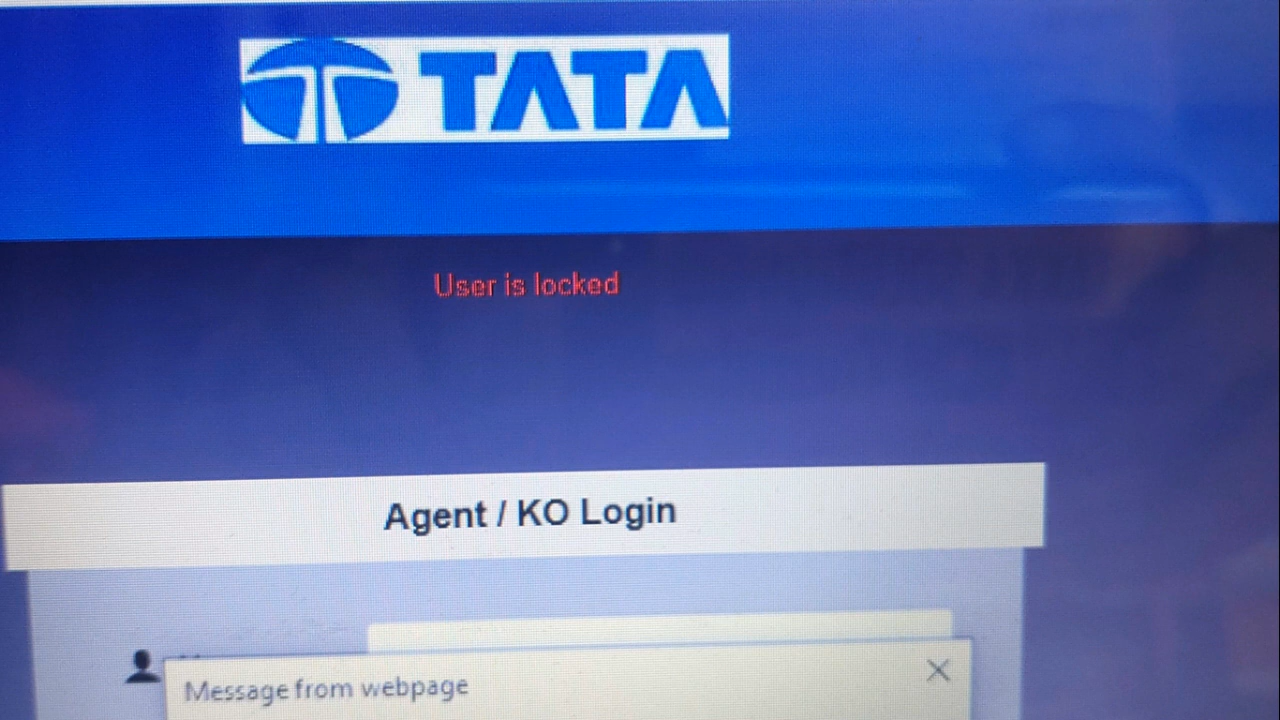 TATA
User is locked
Agent / KO Login
Message from webpage